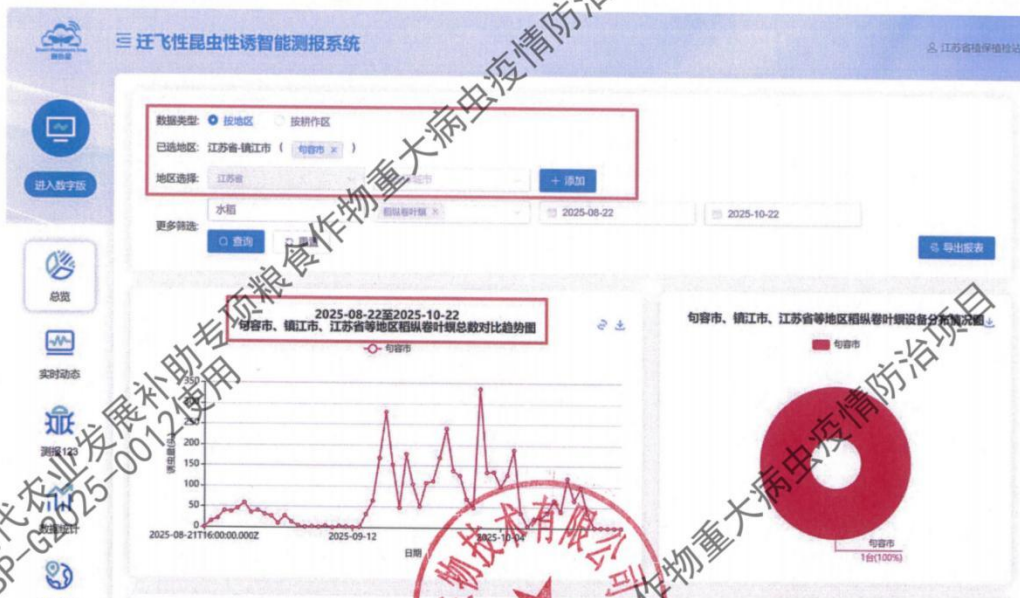 迁飞性昆虫性诱智能测报系统
江苏省植保植检站
数据类型: 按地区 按耕作区
已选地区: 江苏省-镇江市 ( 句容市 × )
地区选择: 江苏省 城市 + 添加
进入数字版
更多筛选: 水稻 稻纵卷叶螟 × 2025-08-22 2025-10-22
查询 重置
导出报表
总览
实时动态
测报123
数据统计
2025-08-22至2025-10-22
句容市、镇江市、江苏省等地区稻纵卷叶螟总数对比趋势图
句容市
350
250
200
150
100
50
0
诱虫量(头)
2025-08-21T16:00:00.000Z 2025-09-12 2025-10-04
日期
句容市、镇江市、江苏省等地区稻纵卷叶螟设备分布情况图
句容市
句容市
1台(100%)
代农业发展补助专项粮食作物重大病虫疫情防治
G2025-0012使用
作物重大病虫疫情防治项目
物技术有限公司